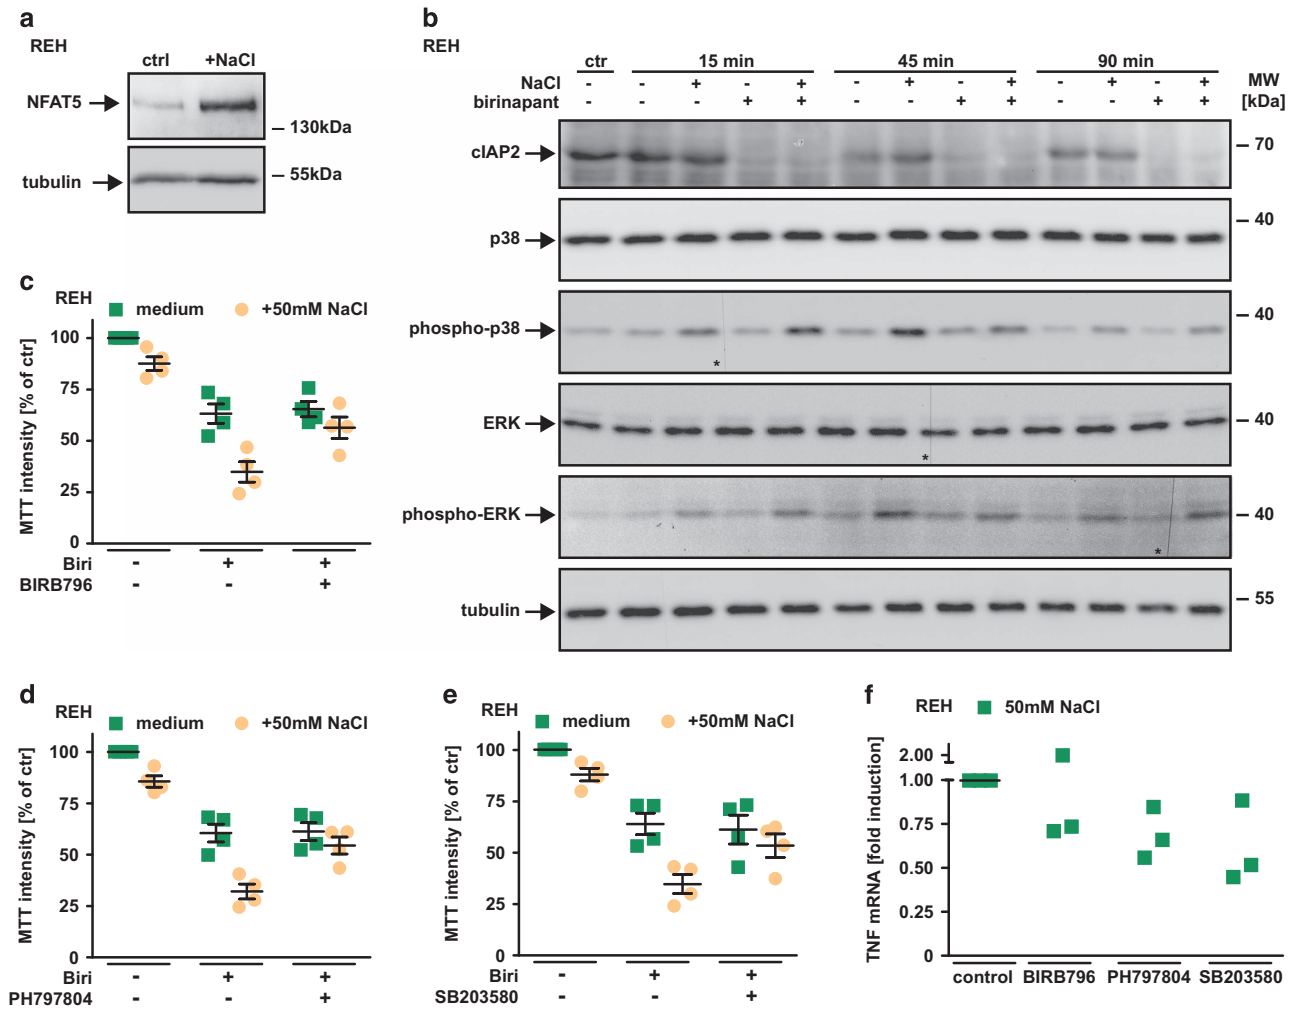 a
REH
ctrl +NaCl
NFAT5
130kDa
tubulin
55kDa
b
REH
ctr 15 min 45 min 90 min
NaCl - - + - + - + - + - + - + MW
birinapant - - - + + - - + + - - + + [kDa]
cIAP2 70
p38 40
phospho-p38 40
*
ERK 40
*
phospho-ERK 40
*
tubulin 55
c
REH
medium +50mM NaCl
MTT intensity [% of ctr]
100
75
50
25
0
Biri - + +
BIRB796 - - +
d
REH
medium +50mM NaCl
MTT intensity [% of ctr]
100
75
50
25
0
Biri - + +
PH797804 - - +
e
REH
medium +50mM NaCl
MTT intensity [% of ctr]
100
75
50
25
0
Biri - + +
SB203580 - - +
f
REH 50mM NaCl
TNF mRNA [fold induction]
2.00
1.00
0.75
0.50
0.25
0
control BIRB796 PH797804 SB203580